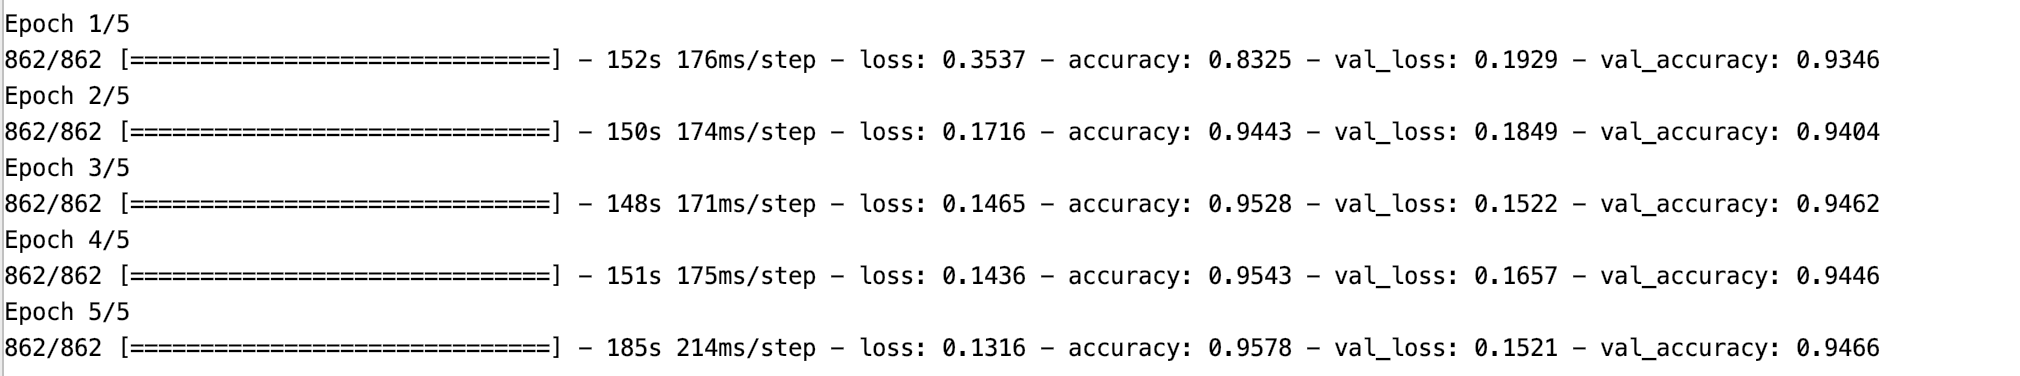 Epoch 1/5
862/862 [==============================] - 152s 176ms/step - loss: 0.3537 - accuracy: 0.8325 - val_loss: 0.1929 - val_accuracy: 0.9346
Epoch 2/5
862/862 [==============================] - 150s 174ms/step - loss: 0.1716 - accuracy: 0.9443 - val_loss: 0.1849 - val_accuracy: 0.9404
Epoch 3/5
862/862 [==============================] - 148s 171ms/step - loss: 0.1465 - accuracy: 0.9528 - val_loss: 0.1522 - val_accuracy: 0.9462
Epoch 4/5
862/862 [==============================] - 151s 175ms/step - loss: 0.1436 - accuracy: 0.9543 - val_loss: 0.1657 - val_accuracy: 0.9446
Epoch 5/5
862/862 [==============================] - 185s 214ms/step - loss: 0.1316 - accuracy: 0.9578 - val_loss: 0.1521 - val_accuracy: 0.9466